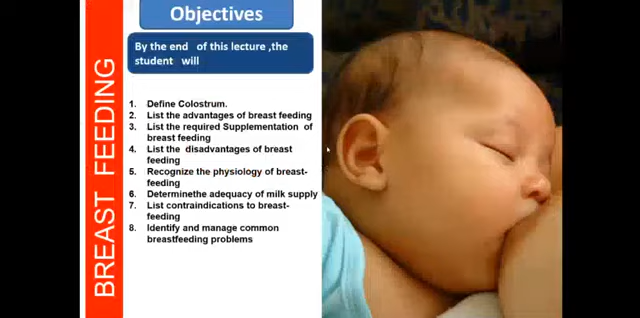 Objectives
By the end of this lecture ,the
student will
BREAST FEEDING
1. Define Colostrum.
2. List the advantages of breast feeding
3. List the required Supplementation of
breast feeding
4. List the disadvantages of breast
feeding
5. Recognize the physiology of breast-
feeding
6. Determinethe adequacy of milk supply
7. List contraindications to breast-
feeding
8. Identify and manage common
breastfeeding problems